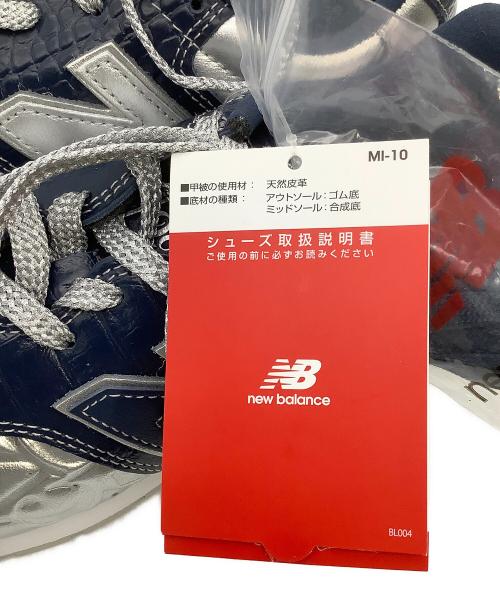 MI-10
■甲被の使用材： 天然皮革
■底材の種類： アウトソール：ゴム底
ミッドソール：合成底
シューズ取扱説明書
ご使用の前に必ずお読みください
NB
new balance
BL004
ne